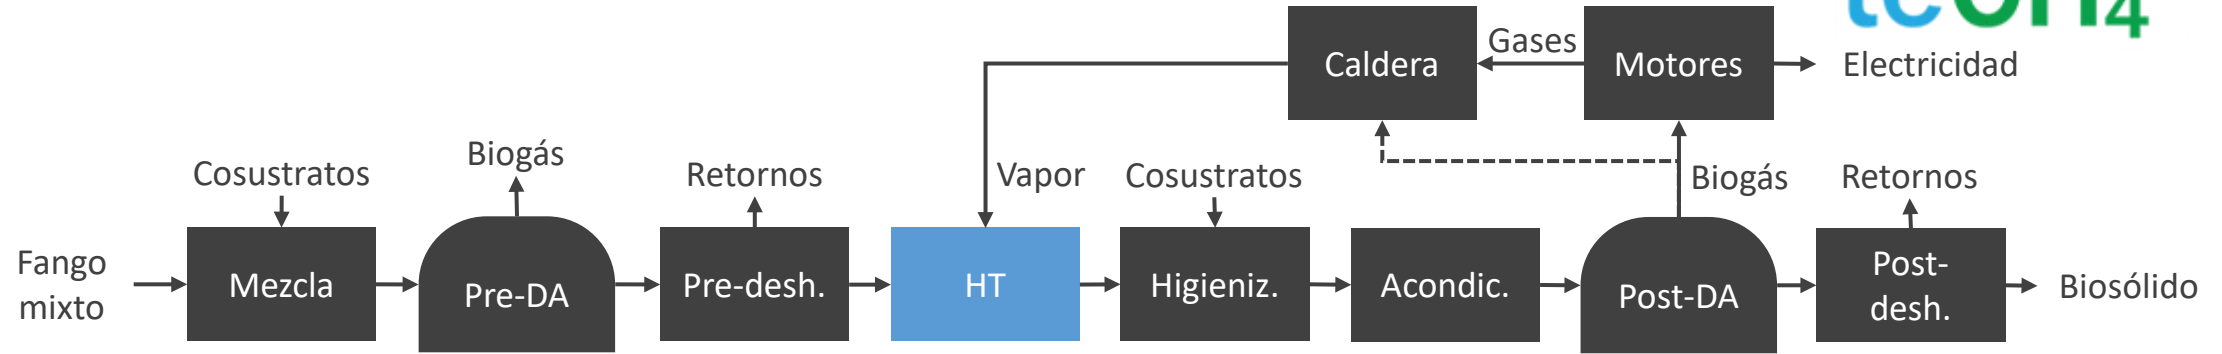 teCH4
Gases
Caldera
Motores
Electricidad
Biogás
Cosustratos
Retornos
Vapor
Cosustratos
Biogás
Retornos
Fango
mixto
Mezcla
Pre-DA
Pre-desh.
HT
Higieniz.
Acondic.
Post-DA
Post-
desh.
Biosólido